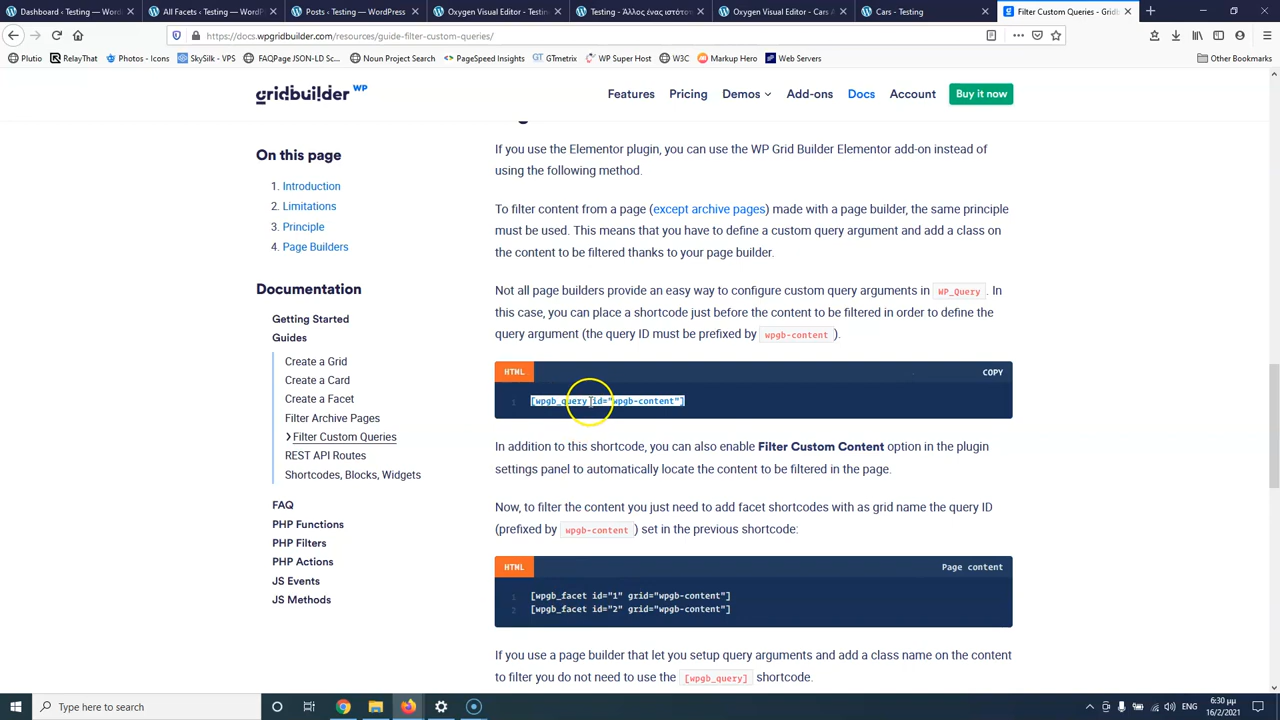 Dashboard ‹ Testing — Word
All Facets ‹ Testing — WordP
Posts ‹ Testing — WordPress
Oxygen Visual Editor - Testin
Testing - Άλλος ένας ιστότοπ
Oxygen Visual Editor - Cars A
Cars - Testing
Filter Custom Queries - Grid
https://docs.wpgridbuilder.com/resources/guide-filter-custom-queries/
Plutio
RelayThat
Photos - Icons
SkySilk - VPS
FAQPage JSON-LD Sc...
Noun Project Search
PageSpeed Insights
GTmetrix
WP Super Host
W3C
Markup Hero
Web Servers
Other Bookmarks
gridbuilder WP
Features
Pricing
Demos
Add-ons
Docs
Account
Buy it now
On this page
1. Introduction
2. Limitations
3. Principle
4. Page Builders
Documentation
Getting Started
Guides
Create a Grid
Create a Card
Create a Facet
Filter Archive Pages
Filter Custom Queries
REST API Routes
Shortcodes, Blocks, Widgets
FAQ
PHP Functions
PHP Filters
PHP Actions
JS Events
JS Methods
If you use the Elementor plugin, you can use the WP Grid Builder Elementor add-on instead of
using the following method.
To filter content from a page (except archive pages) made with a page builder, the same principle
must be used. This means that you have to define a custom query argument and add a class on
the content to be filtered thanks to your page builder.
Not all page builders provide an easy way to configure custom query arguments in WP_Query. In
this case, you can place a shortcode just before the content to be filtered in order to define the
query argument (the query ID must be prefixed by wpgb-content ).
HTML
COPY
1 [wpgb_query id="wpgb-content"]
In addition to this shortcode, you can also enable Filter Custom Content option in the plugin
settings panel to automatically locate the content to be filtered in the page.
Now, to filter the content you just need to add facet shortcodes with as grid name the query ID
(prefixed by wpgb-content ) set in the previous shortcode:
HTML
Page content
1 [wpgb_facet id="1" grid="wpgb-content"]
2 [wpgb_facet id="2" grid="wpgb-content"]
If you use a page builder that let you setup query arguments and add a class name on the content
to filter you do not need to use the [wpgb_query] shortcode.
Type here to search
ENG
6:30 μμ
16/2/2021